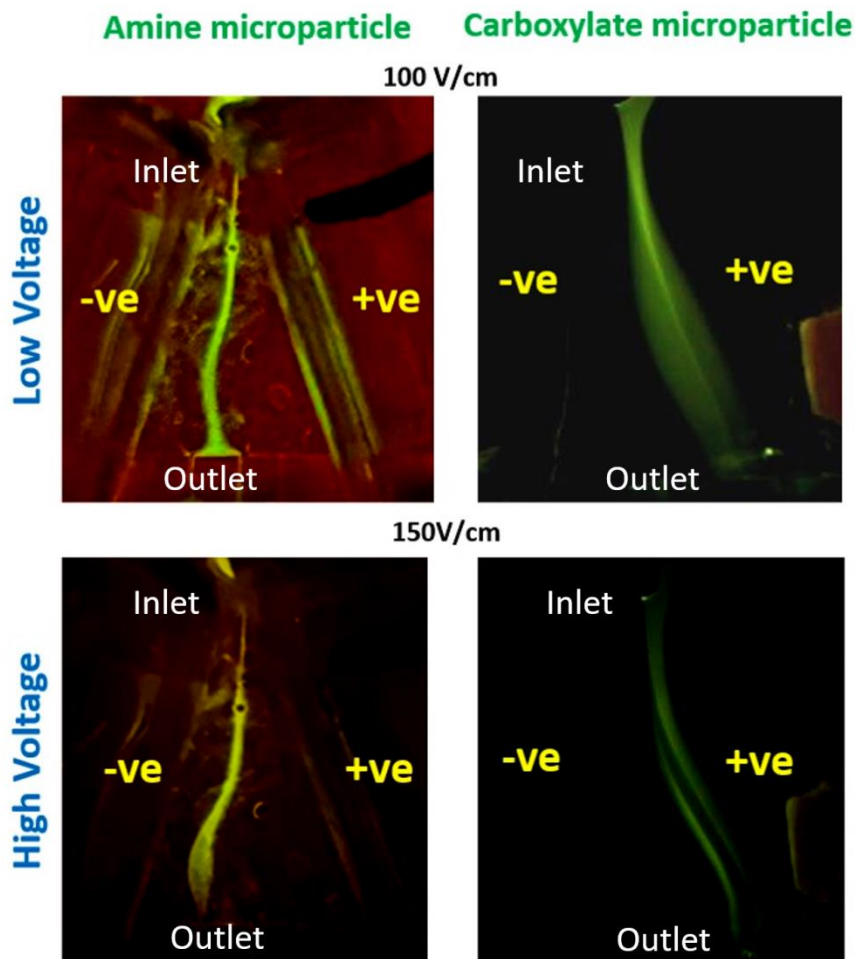 Amine microparticle
Carboxylate microparticle
100 V/cm
Low Voltage
Inlet
-ve
+ve
Outlet
Inlet
-ve
+ve
Outlet
150V/cm
High Voltage
Inlet
-ve
+ve
Outlet
Inlet
-ve
+ve
Outlet